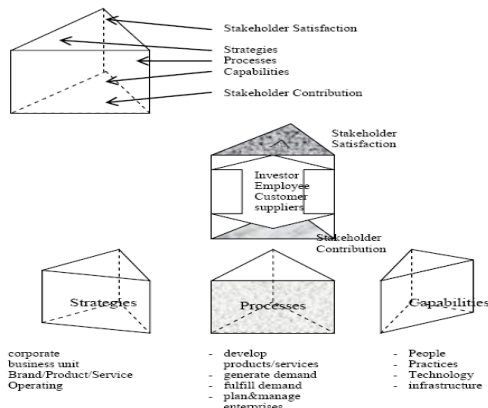 Stakeholder Satisfaction
Strategies
Processes
Capabilities
Stakeholder Contribution
Stakeholder
Satisfaction
Investor
Employee
Customer
suppliers
Stakeholder
Contribution
Strategies
Processes
Capabilities
corporate
business unit
Brand/Product/Service
Operating
- develop
products/services
- generate demand
- fulfill demand
- plan&manage
enterprises
- People
- Practices
- Technology
- infrastructure